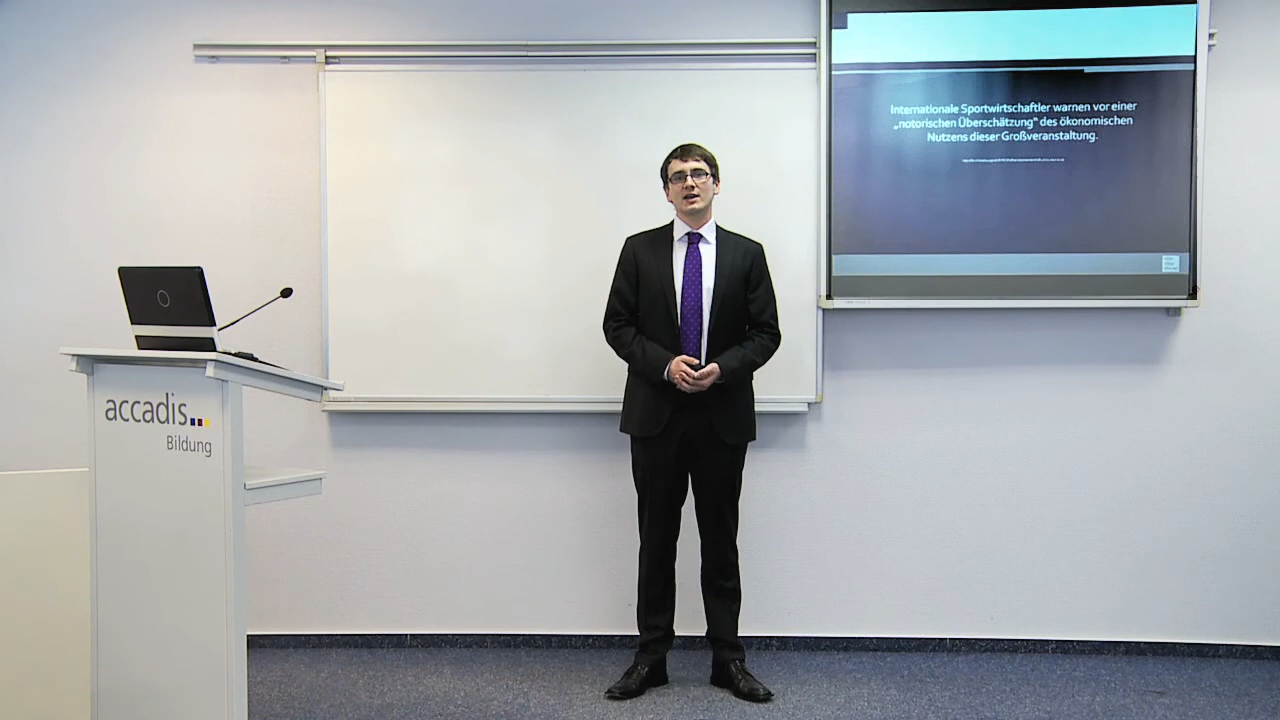 Internationale Sportwirtschaftler warnen vor einer
„notorischen Überschätzung“ des ökonomischen
Nutzens dieser Großveranstaltung.
accadis...
Bildung